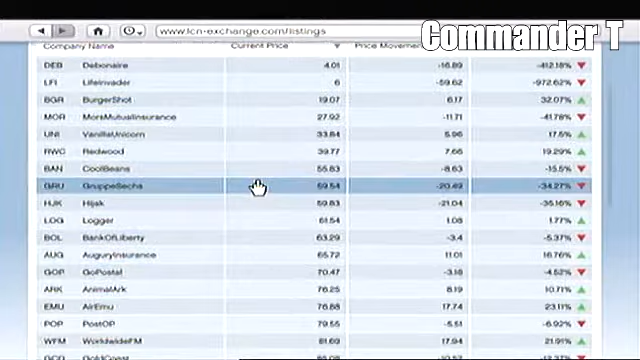 www.lcn-exchange.com/listings
Commander T
Company Name Current Price Price Movement
DEB Debonaire 4.01 -16.89 -412.18%
LFI Lifeinvader 6 -59.62 -972.62%
BGR BurgerShot 19.07 6.17 32.07%
MOR MorsMutualInsurance 27.92 -11.71 -41.78%
UNI VanillaUnicorn 33.84 5.96 17.5%
RWC Redwood 39.77 7.66 19.29%
BAN CoolBeans 55.83 -8.63 -15.5%
GRU GruppeSechs 59.54 -20.49 -34.27%
HJK Hijak 59.83 -21.04 -35.16%
LOG Logger 61.54 1.08 1.77%
BOL BankOfLiberty 63.29 -3.4 -5.37%
AUG AuguryInsurance 65.72 11.01 16.76%
GOP GoPostal 70.47 -3.18 -4.52%
ARK AnimalArk 76.25 8.19 10.71%
EMU AirEmu 76.88 17.74 23.11%
POP PostOP 79.55 -5.51 -6.92%
WFM WorldwideFM 81.69 17.94 21.91%
GoldCoast